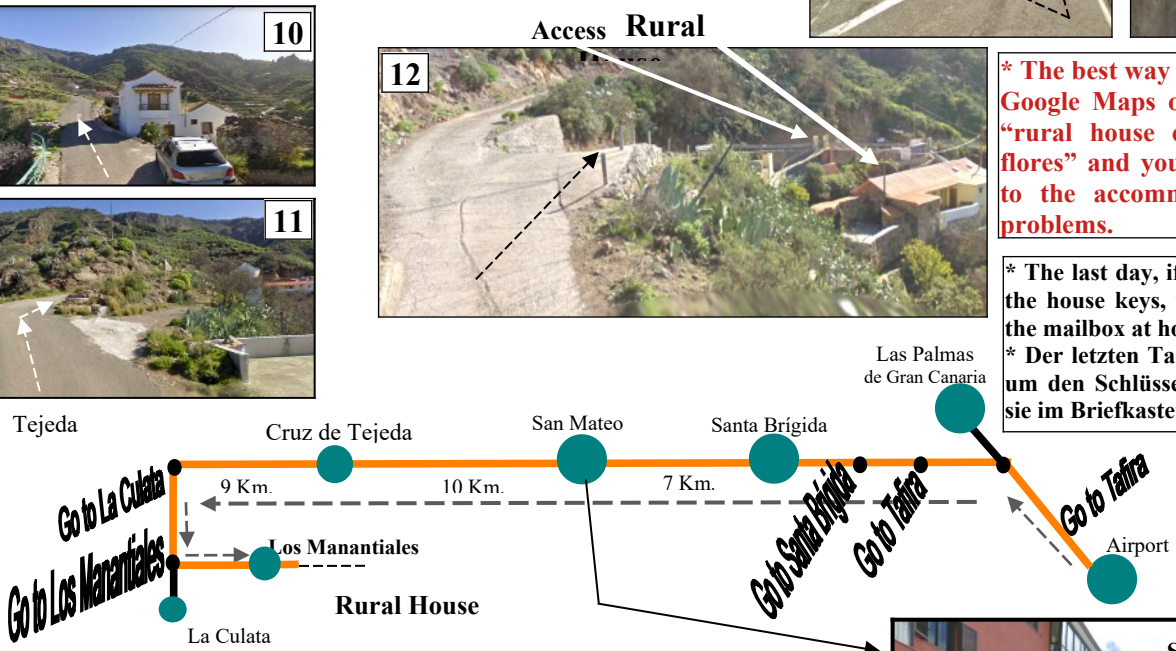 10
Access Rural
12
* The best way
Google Maps
"rural house
flores" and you
to the accomm
problems.
11
* The last day, if
the house keys,
the mailbox at ho
* Der letzten Ta
um den Schlüsse
sie im Briefkaste
Las Palmas
de Gran Canaria
Tejeda
Cruz de Tejeda
San Mateo
Santa Brígida
Go to La Culata
9 Km.
10 Km.
7 Km.
Go to Santa Brígida
Go to Tafira
Go to Tafira
Airport
Los Manantiales
Go to Los Manantiales
Rural House
La Culata